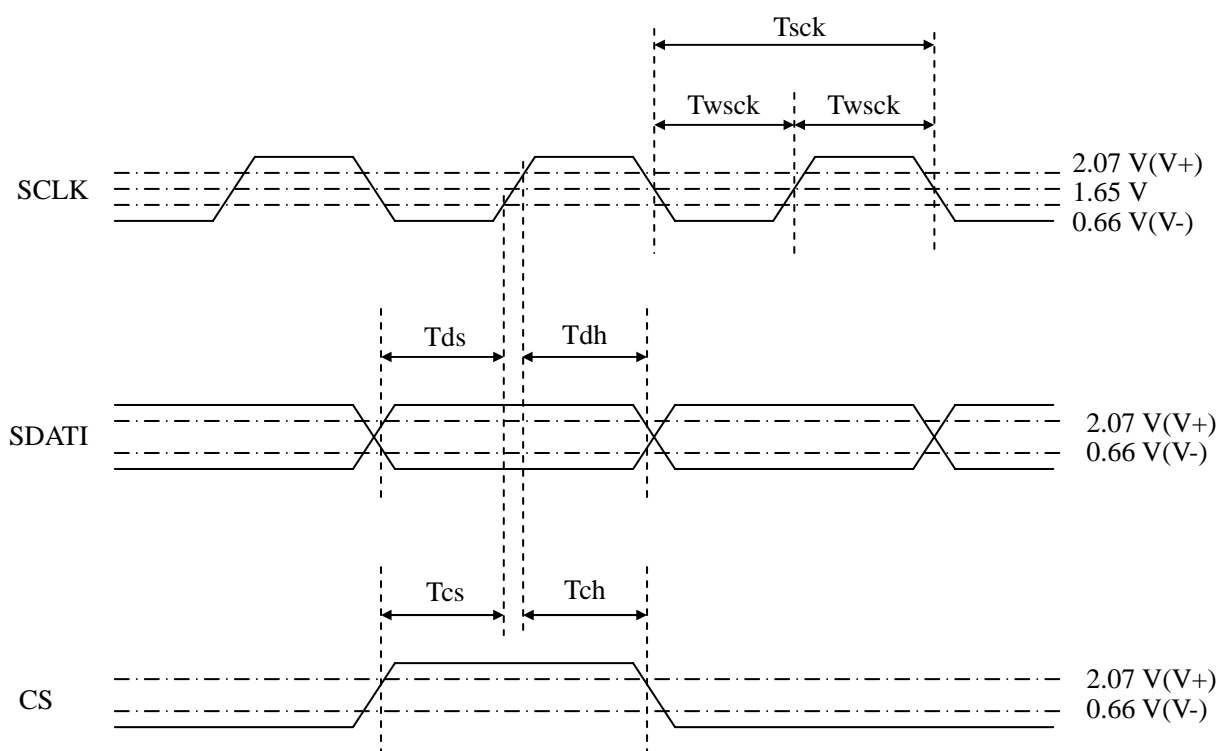 Tsck
Twsck Twsck
SCLK
2.07 V(V+)
1.65 V
0.66 V(V-)
Tds Tdh
SDATI
2.07 V(V+)
0.66 V(V-)
Tcs Tch
CS
2.07 V(V+)
0.66 V(V-)